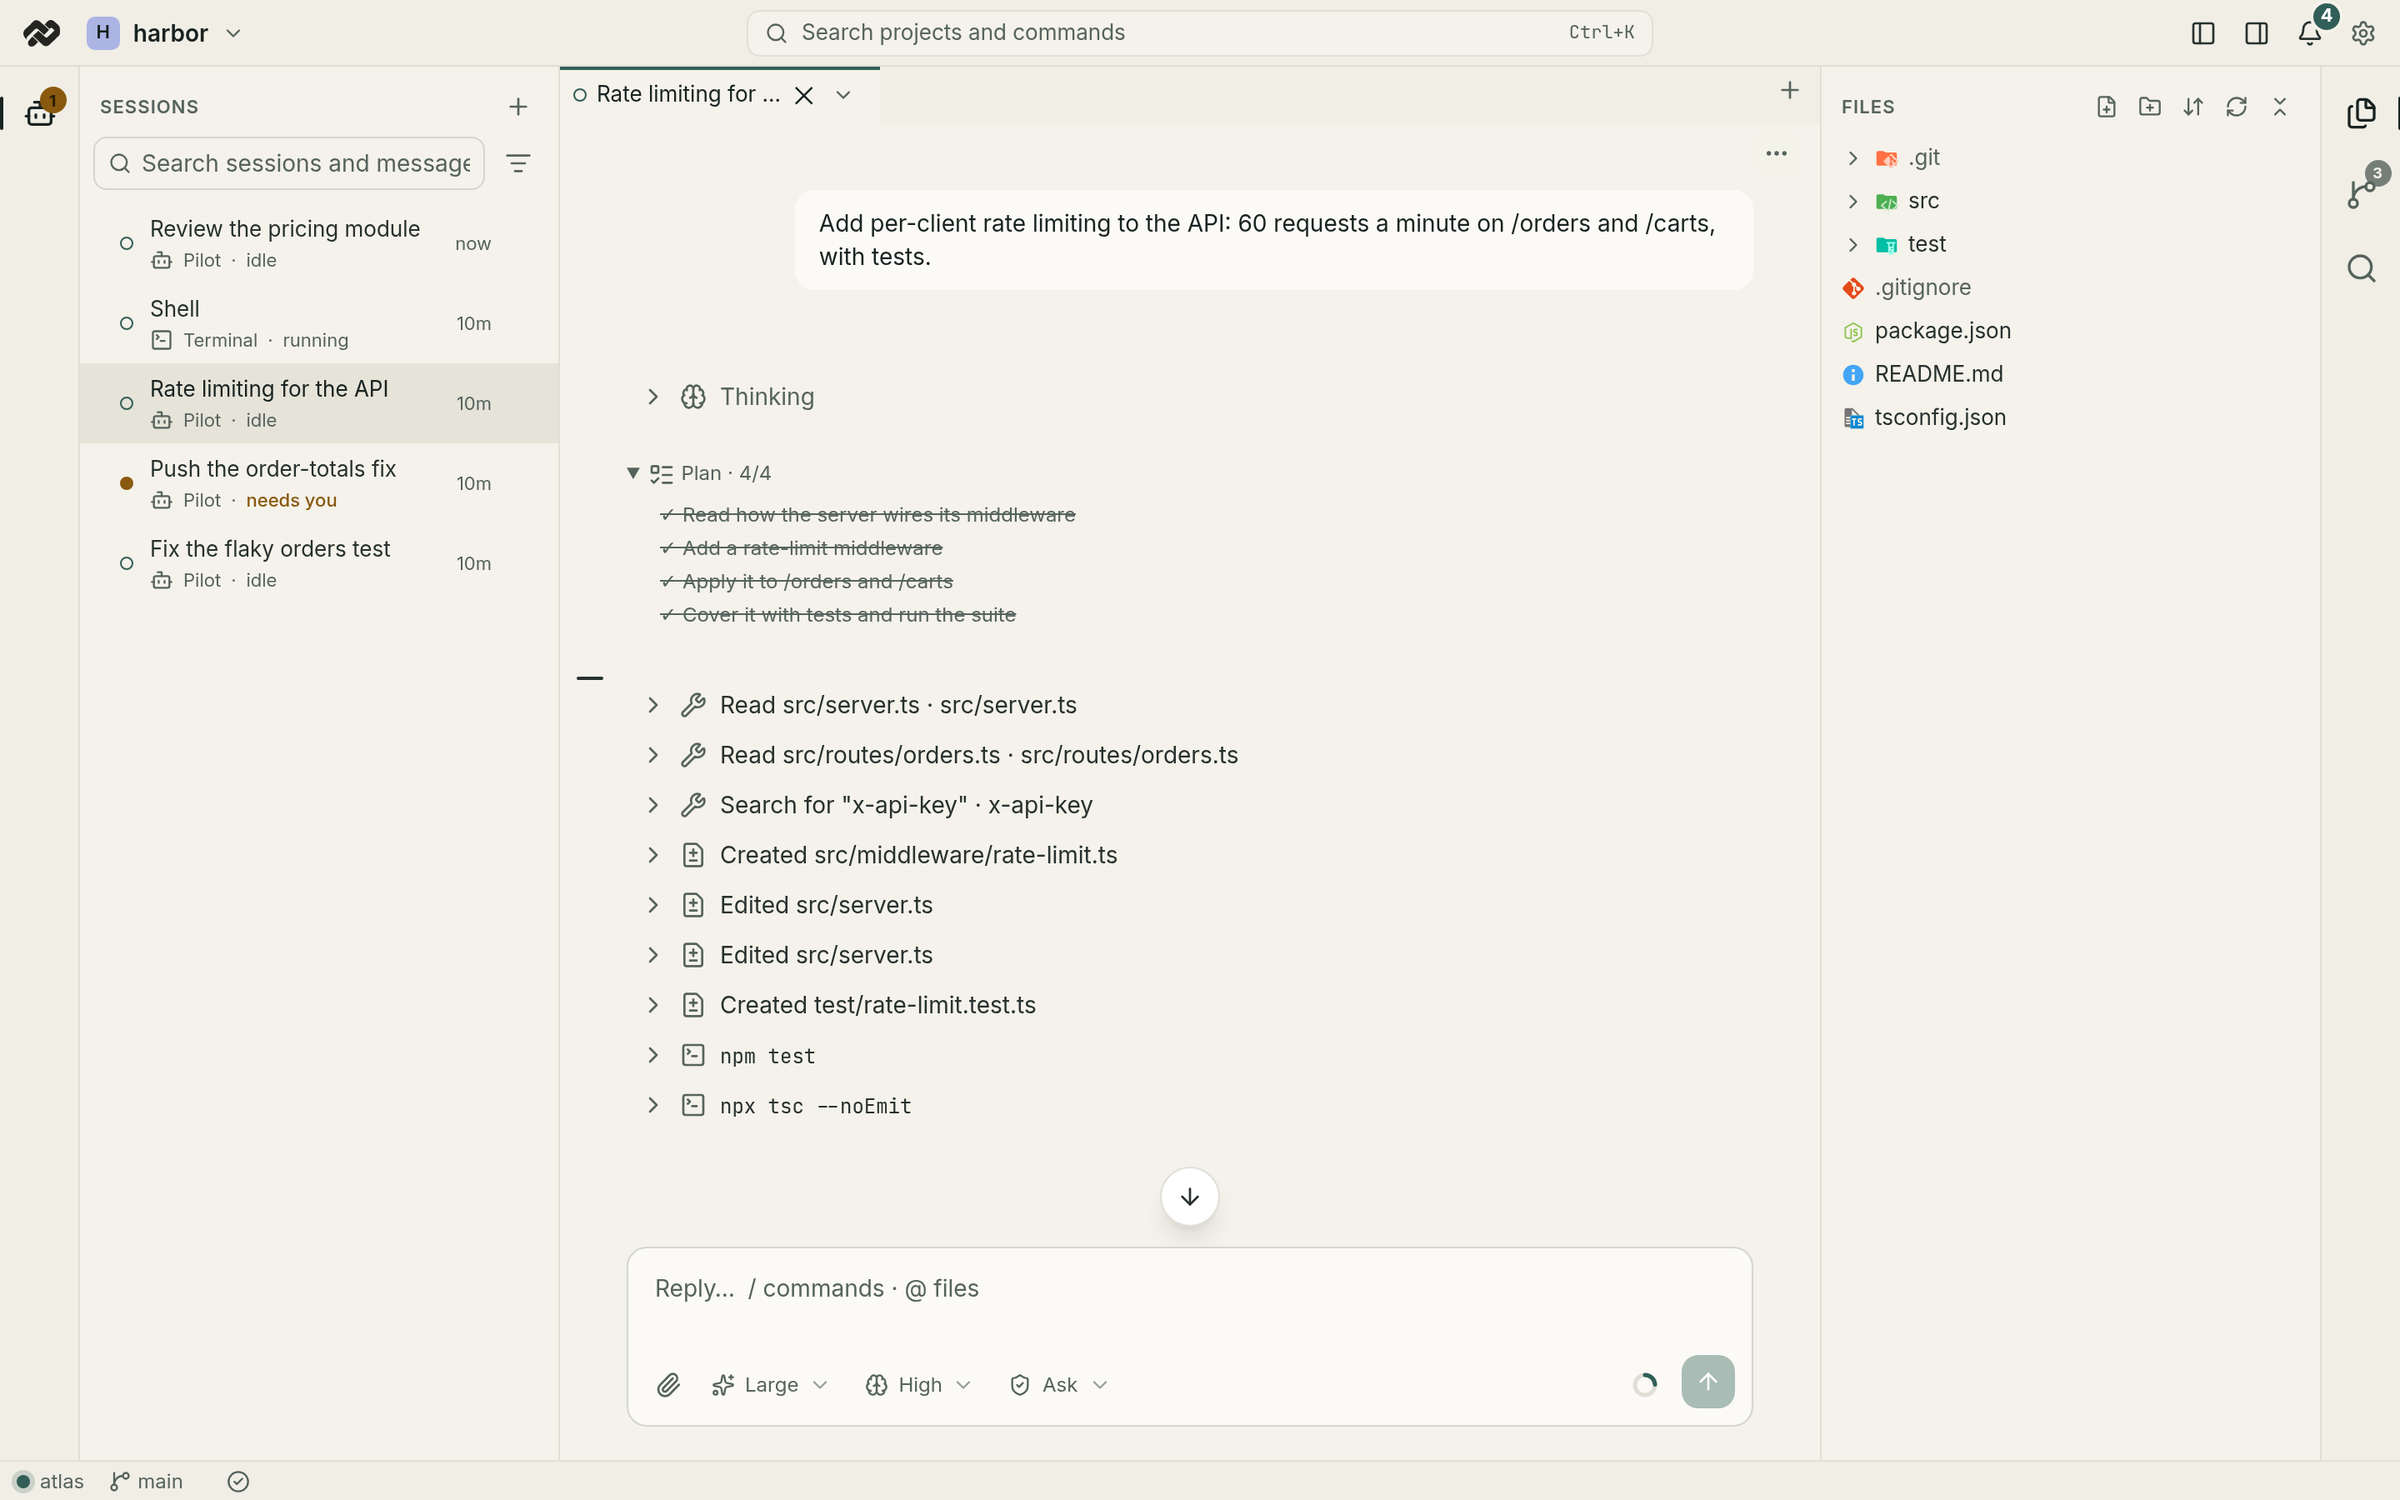 H harbor
Search projects and commands Ctrl+K
4
1
SESSIONS
Search sessions and message
Review the pricing module
now
Pilot · idle
Shell
10m
Terminal · running
Rate limiting for the API
10m
Pilot · idle
Push the order-totals fix
10m
Pilot · needs you
Fix the flaky orders test
10m
Pilot · idle
Rate limiting for ...
Add per-client rate limiting to the API: 60 requests a minute on /orders and /carts,
with tests.
Thinking
Plan · 4/4
✓ Read how the server wires its middleware
✓ Add a rate-limit middleware
✓ Apply it to /orders and /carts
✓ Cover it with tests and run the suite
Read src/server.ts · src/server.ts
Read src/routes/orders.ts · src/routes/orders.ts
Search for "x-api-key" · x-api-key
Created src/middleware/rate-limit.ts
Edited src/server.ts
Edited src/server.ts
Created test/rate-limit.test.ts
npm test
npx tsc --noEmit
Reply... / commands · @ files
Large High Ask
FILES
.git
src
test
.gitignore
package.json
README.md
tsconfig.json
3
atlas main